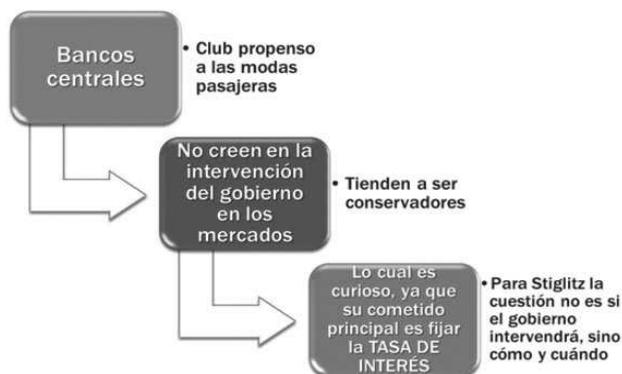 Bancos
centrales
• Club propenso
a las modas
pasajeras
No creen en la
intervención
del gobierno
en los
mercados
• Tienden a ser
conservadores
Lo cual es
curioso, ya que
su cometido
principal es fijar
la TASA DE
INTERÉS
• Para Stiglitz la
cuestión no es si
el gobierno
intervendrá, sino
cómo y cuándo